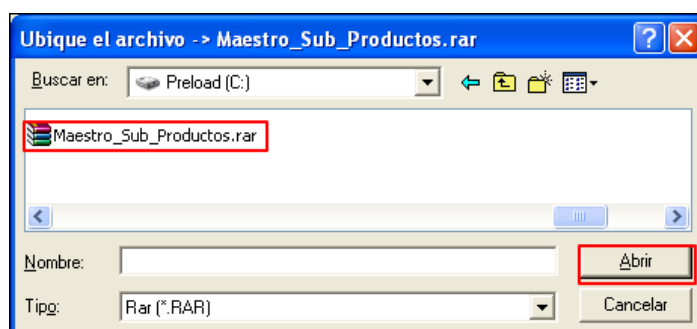 Ubique el archivo -> Maestro_Sub_Productos.rar
Buscar en: Preload (C:)
Maestro_Sub_Productos.rar
Nombre: Abrir
Tipo: Rar (*.RAR) Cancelar